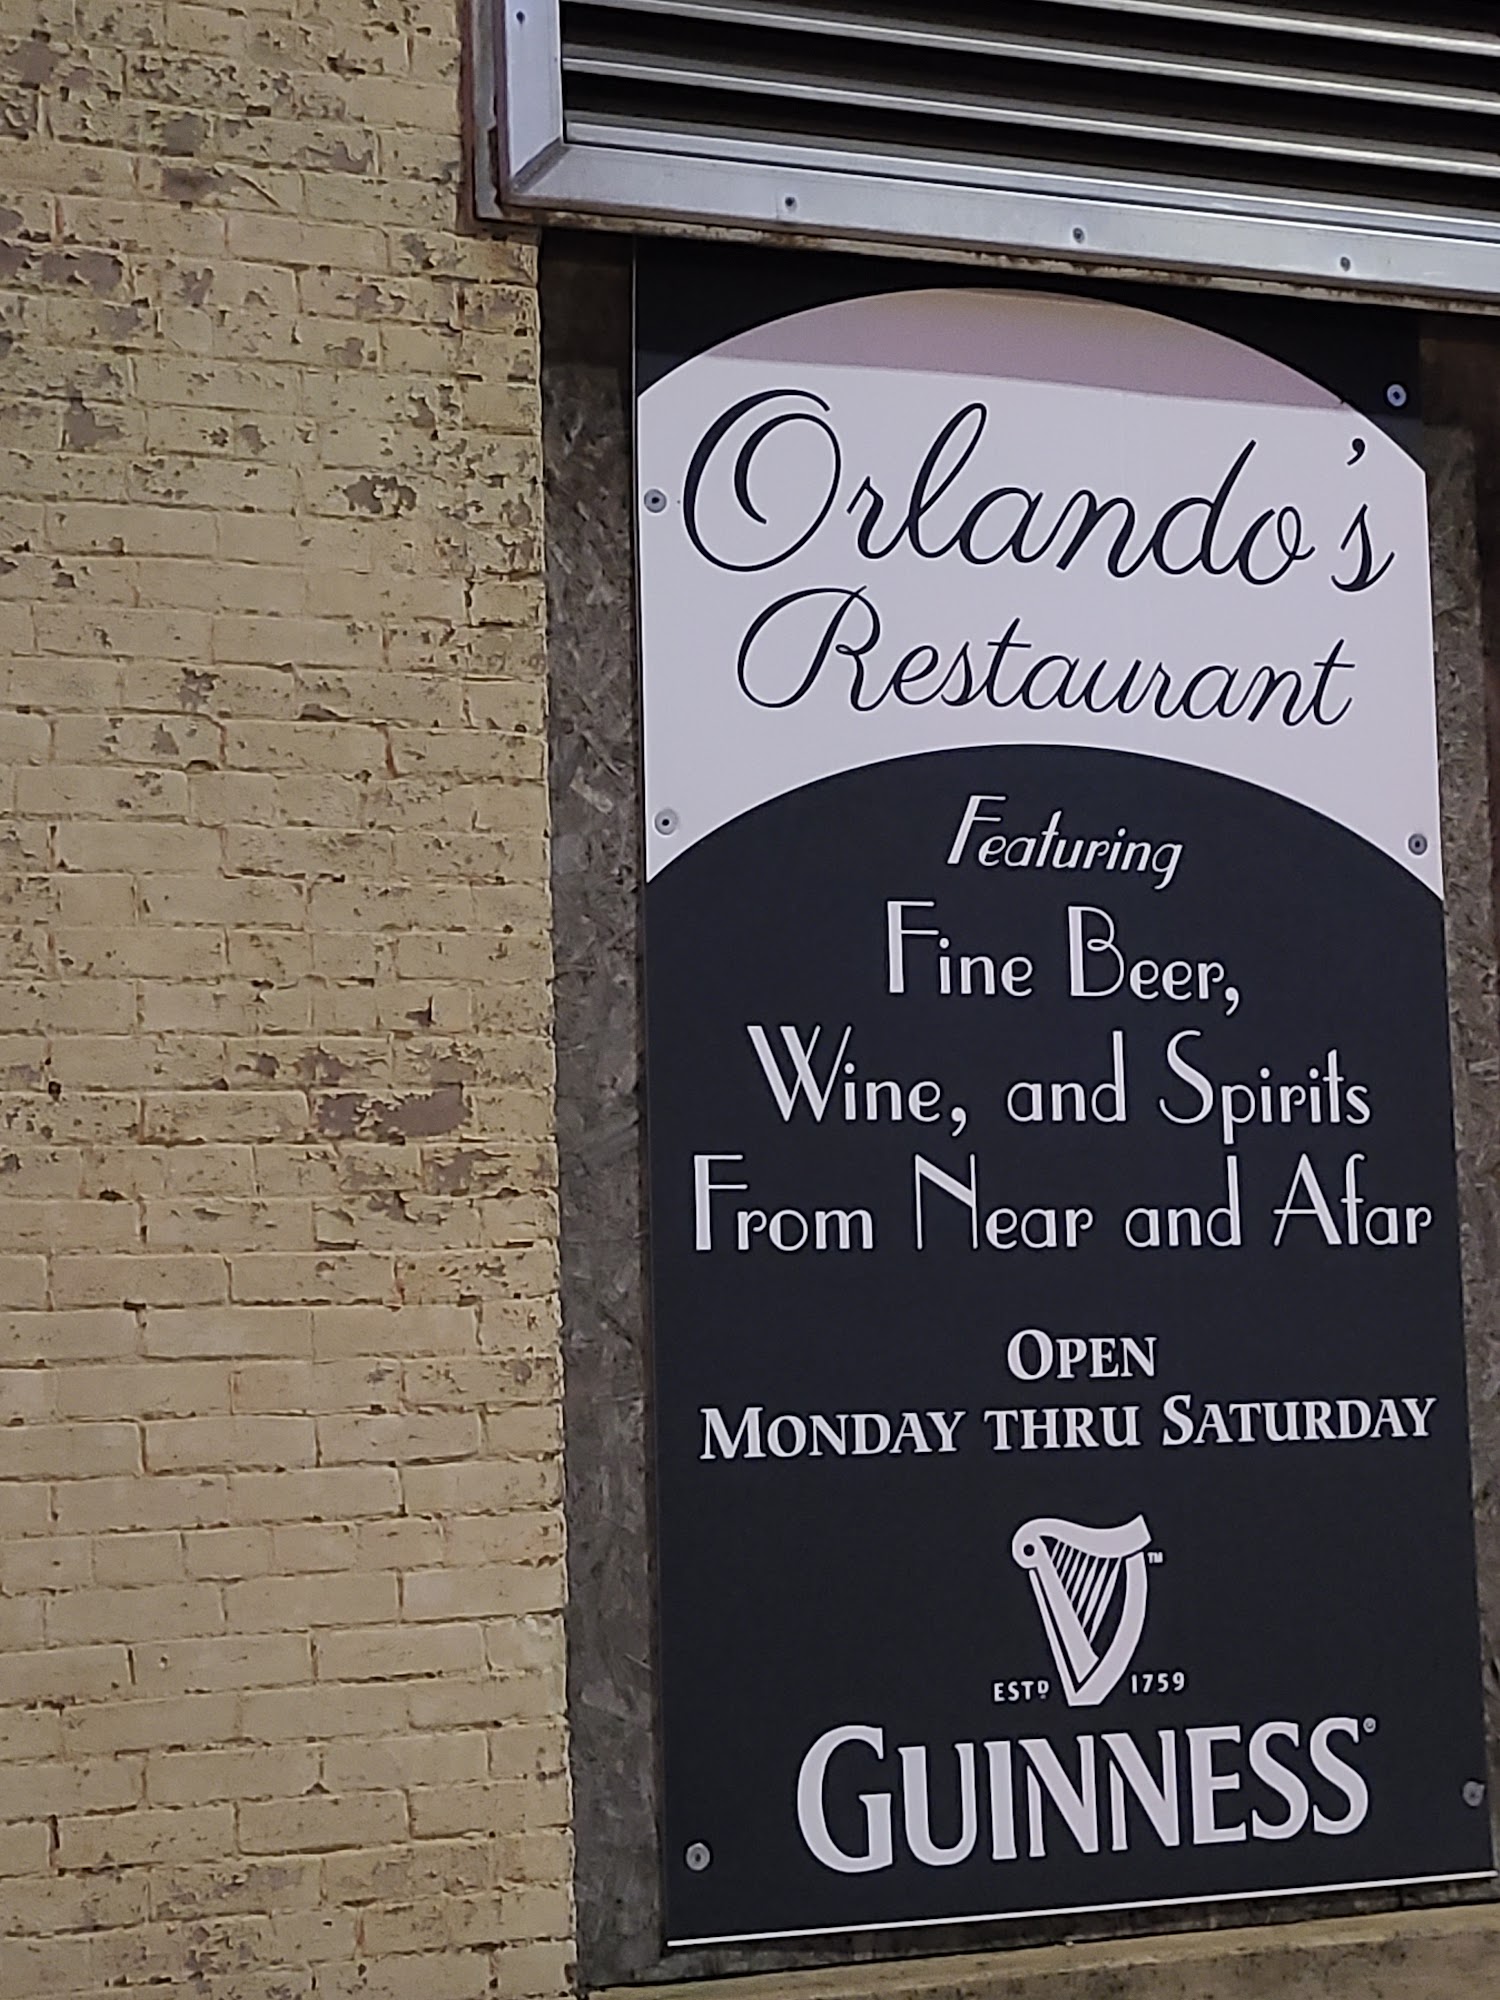 Orlando's
Restaurant
Featuring
Fine Beer,
Wine, and Spirits
From Near and Afar
OPEN
MONDAY THRU SATURDAY
TM
ESTD 1759
GUINNESS®